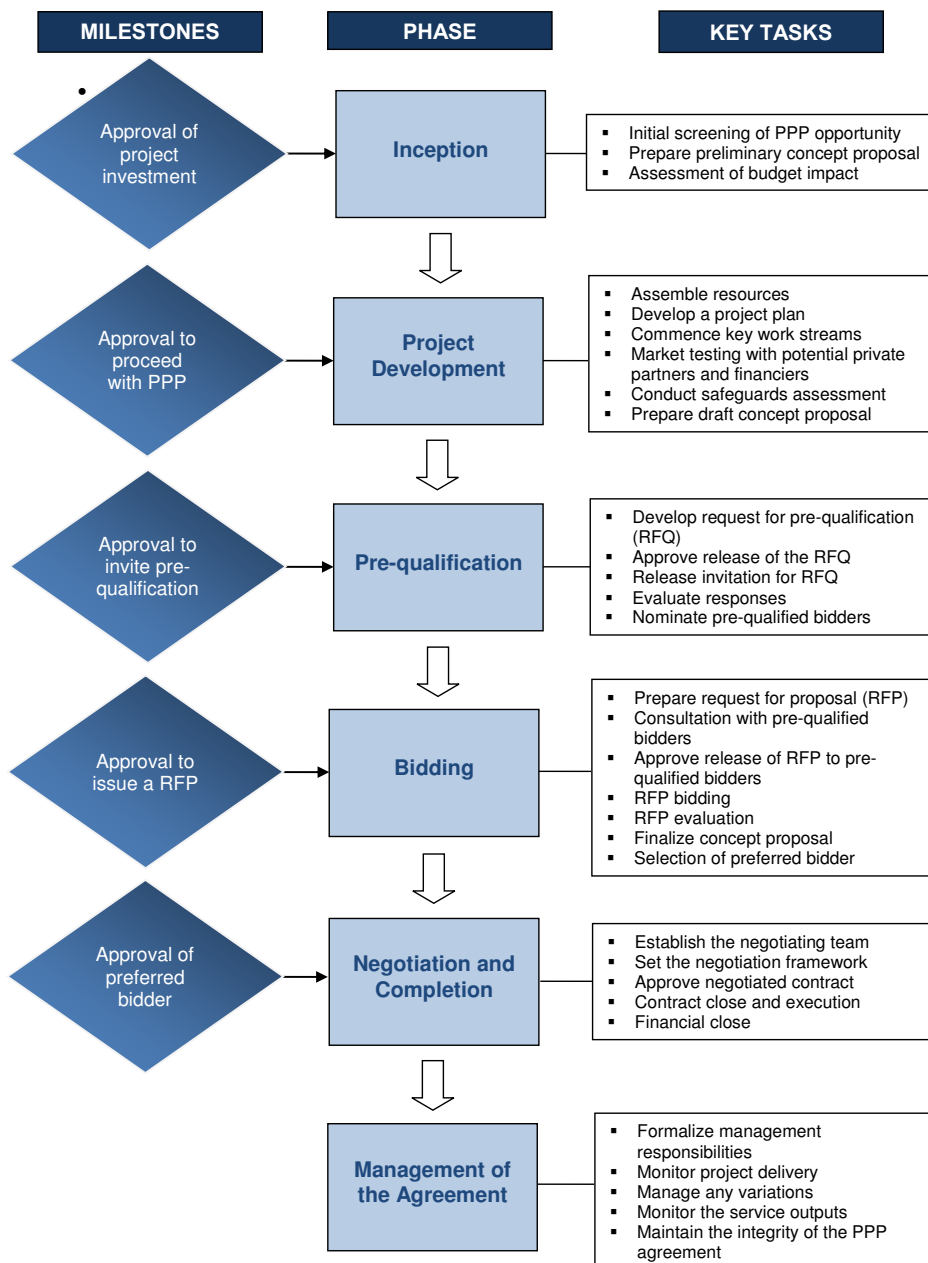 MILESTONES
PHASE
KEY TASKS
Approval of
project
investment
Inception
▪ Initial screening of PPP opportunity
▪ Prepare preliminary concept proposal
▪ Assessment of budget impact
Approval to
proceed
with PPP
Project
Development
▪ Assemble resources
▪ Develop a project plan
▪ Commence key work streams
▪ Market testing with potential private
partners and financiers
▪ Conduct safeguards assessment
▪ Prepare draft concept proposal
Approval to
invite pre-
qualification
Pre-qualification
▪ Develop request for pre-qualification
(RFQ)
▪ Approve release of the RFQ
▪ Release invitation for RFQ
▪ Evaluate responses
▪ Nominate pre-qualified bidders
Approval to
issue a RFP
Bidding
▪ Prepare request for proposal (RFP)
▪ Consultation with pre-qualified
bidders
▪ Approve release of RFP to pre-
qualified bidders
▪ RFP bidding
▪ RFP evaluation
▪ Finalize concept proposal
▪ Selection of preferred bidder
Approval of
preferred
bidder
Negotiation and
Completion
▪ Establish the negotiating team
▪ Set the negotiation framework
▪ Approve negotiated contract
▪ Contract close and execution
▪ Financial close
Management of
the Agreement
▪ Formalize management
responsibilities
▪ Monitor project delivery
▪ Manage any variations
▪ Monitor the service outputs
▪ Maintain the integrity of the PPP
agreement